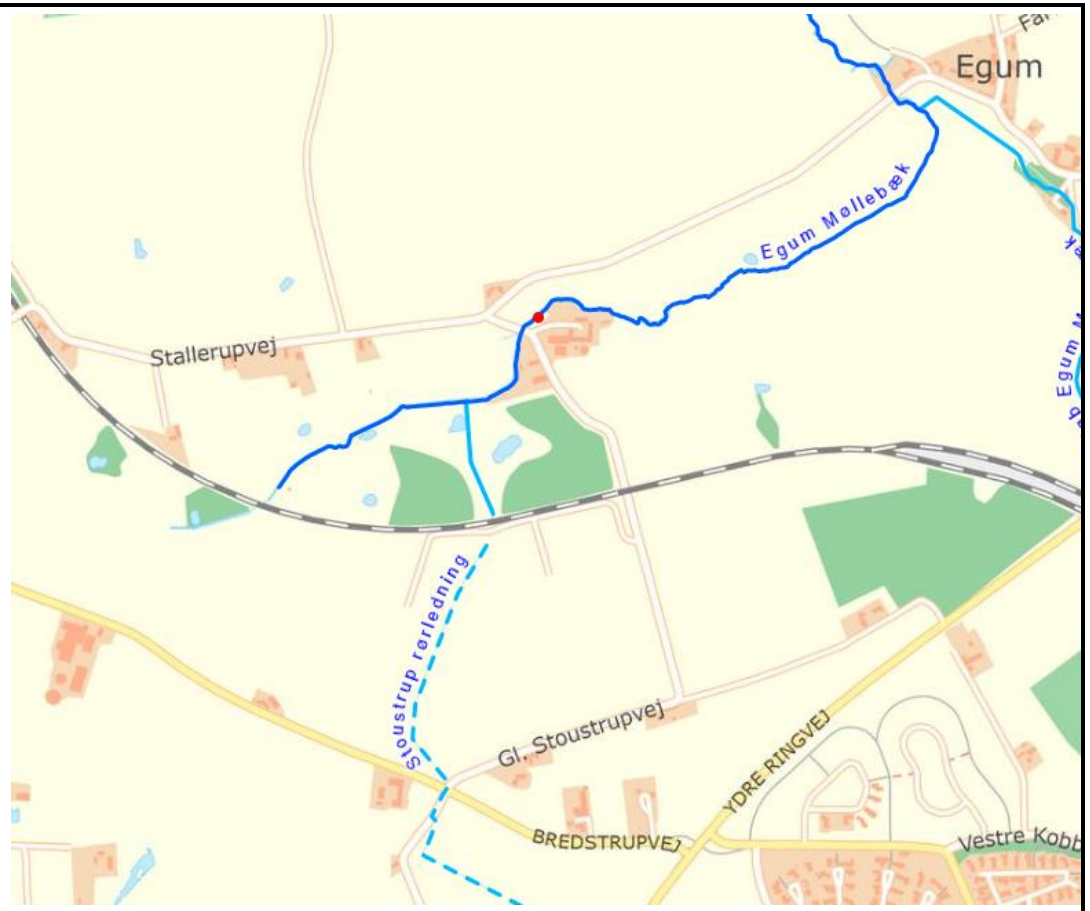 Egum
Egum Møllebæk
Stallerupvej
Stoustrup rørledning
Gl. Stoustrupvej
YDRE RINGVEJ
BREDSTRUPVEJ
Vestre Kobb
Egum M